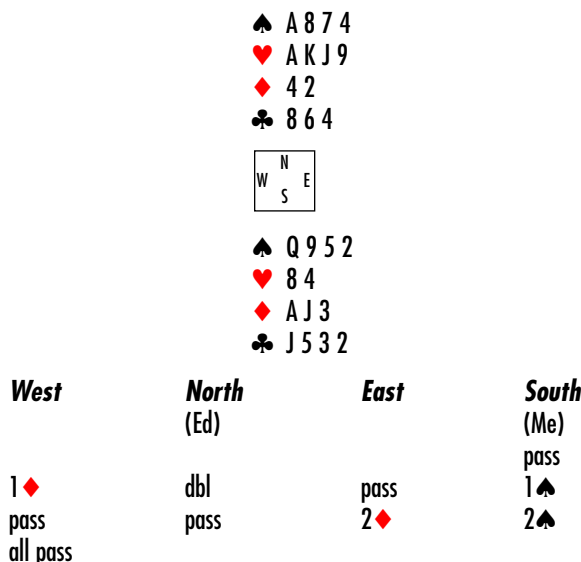 ♠ A 8 7 4
♥ A K J 9
♦ 4 2
♣ 8 6 4
N
W E
S
♠ Q 9 5 2
♥ 8 4
♦ A J 3
♣ J 5 3 2
West North East South
(Ed) (Me)
pass
1♦ dbl pass 1♠
pass pass 2♦ 2♠
all pass